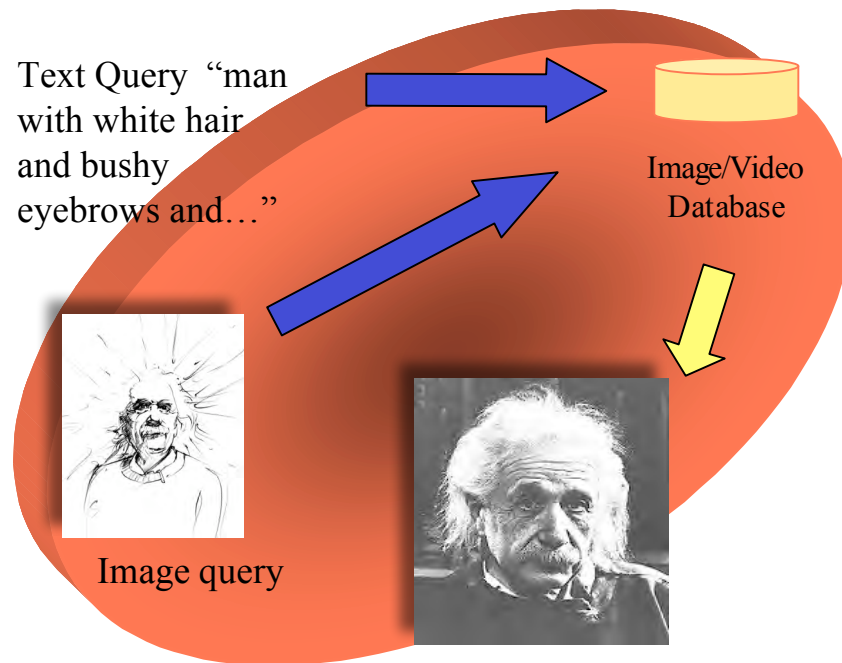 Text Query “man
with white hair
and bushy
eyebrows and…”
Image/Video
Database
Image query